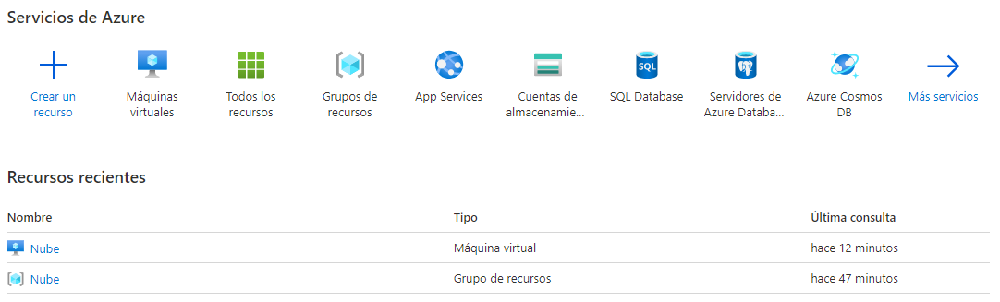 Servicios de Azure
Crear un
recurso
Máquinas
virtuales
Todos los
recursos
Grupos de
recursos
App Services
Cuentas de
almacenamie...
SQL
SQL Database
Servidores de
Azure Databa...
Azure Cosmos
DB
Más servicios
Recursos recientes
Nombre Tipo Última consulta
Nube Máquina virtual hace 12 minutos
Nube Grupo de recursos hace 47 minutos